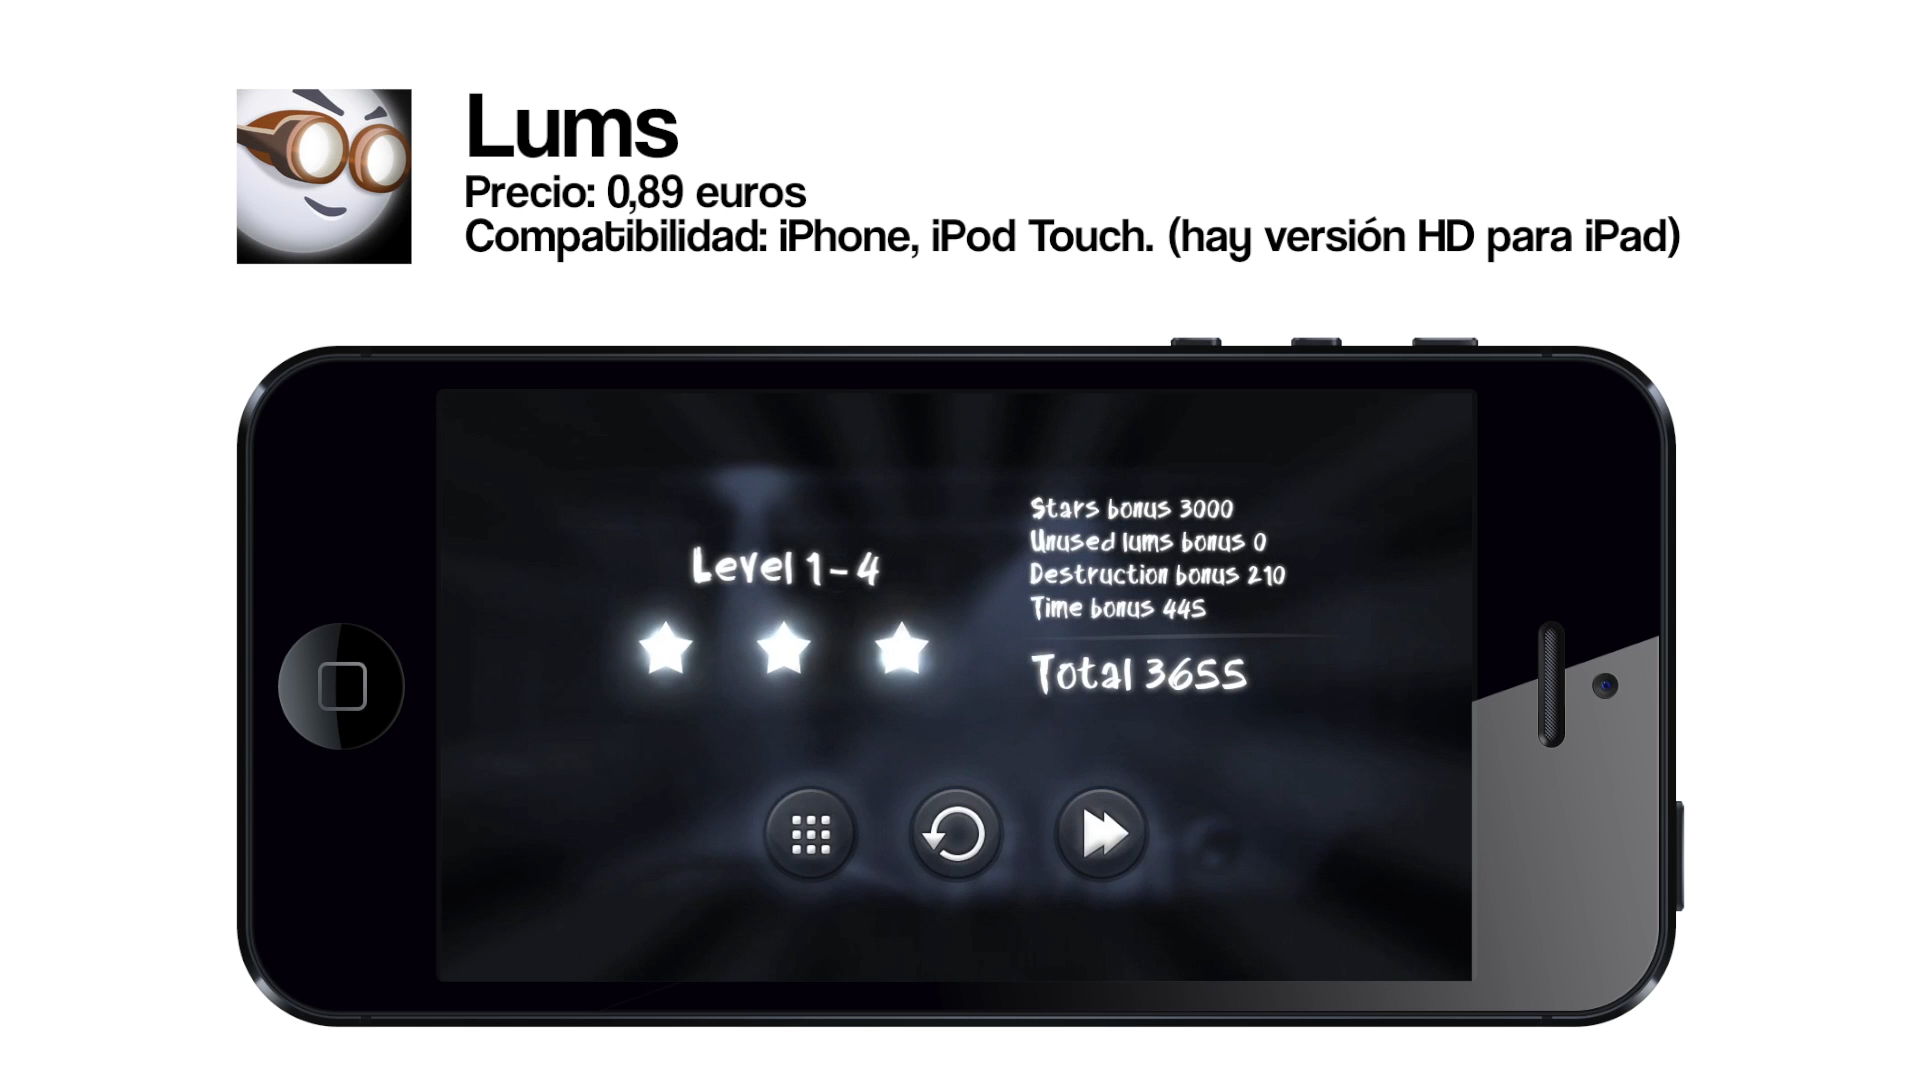 Lums
Precio: 0,89 euros
Compatibilidad: iPhone, iPod Touch. (hay versión HD para iPad)
Level 1-4
Stars bonus 3000
Unused lums bonus 0
Destruction bonus 210
Time bonus 445
Total 3655